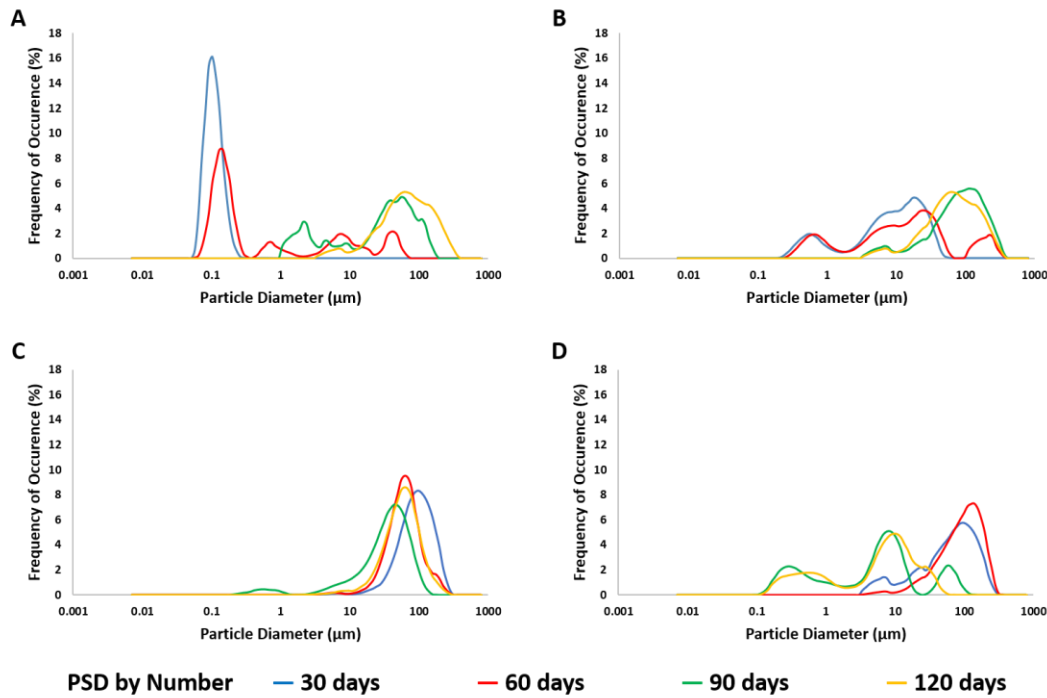 A
Frequency of Occurence (%)
18
16
14
12
10
8
6
4
2
0
0.001 0.01 0.1 1 10 100 1000
Particle Diameter (µm)
B
Frequency of Occurence (%)
18
16
14
12
10
8
6
4
2
0
0.001 0.01 0.1 1 10 100 1000
Particle Diameter (µm)
C
Frequency of Occurence (%)
18
16
14
12
10
8
6
4
2
0
0.001 0.01 0.1 1 10 100 1000
Particle Diameter (µm)
D
Frequency of Occurence (%)
18
16
14
12
10
8
6
4
2
0
0.001 0.01 0.1 1 10 100 1000
Particle Diameter (µm)
PSD by Number 30 days 60 days 90 days 120 days